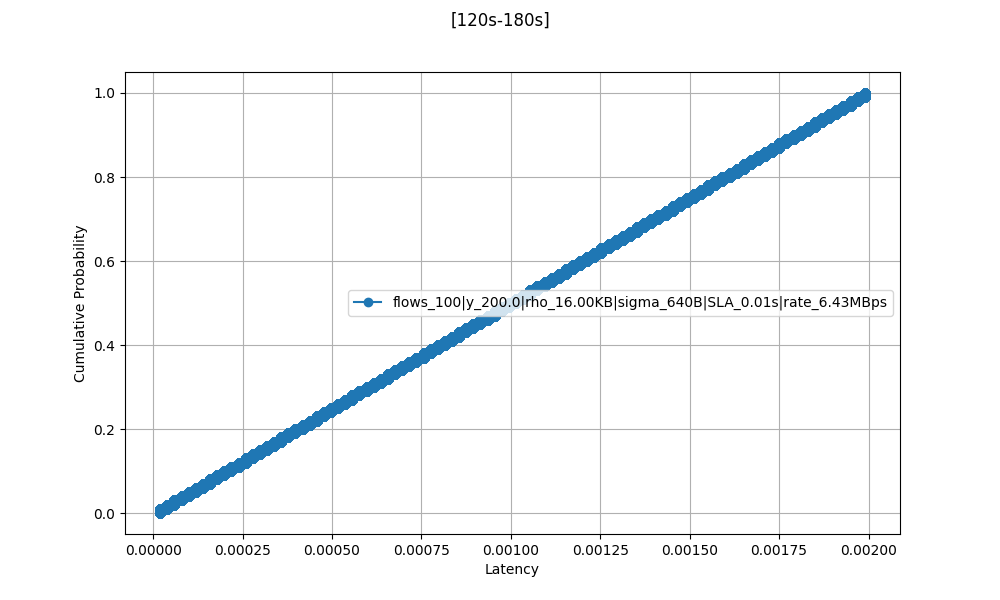 [120s-180s]
1.0
0.8
0.6
0.4
0.2
0.0
Cumulative Probability
flows_100|y_200.0|rho_16.00KB|sigma_640B|SLA_0.01s|rate_6.43MBps
0.00000 0.00025 0.00050 0.00075 0.00100 0.00125 0.00150 0.00175 0.00200
Latency